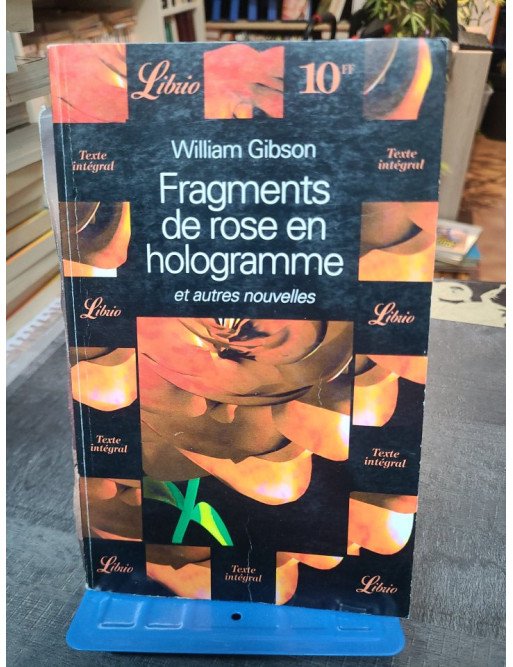 Librio
10FF
William Gibson
Texte
intégral
Texte
intégral
Fragments
de rose en
hologramme
et autres nouvelles
Librio
Librio
Texte
intégral
Texte
intégral
Librio
Texte
intégral
Librio